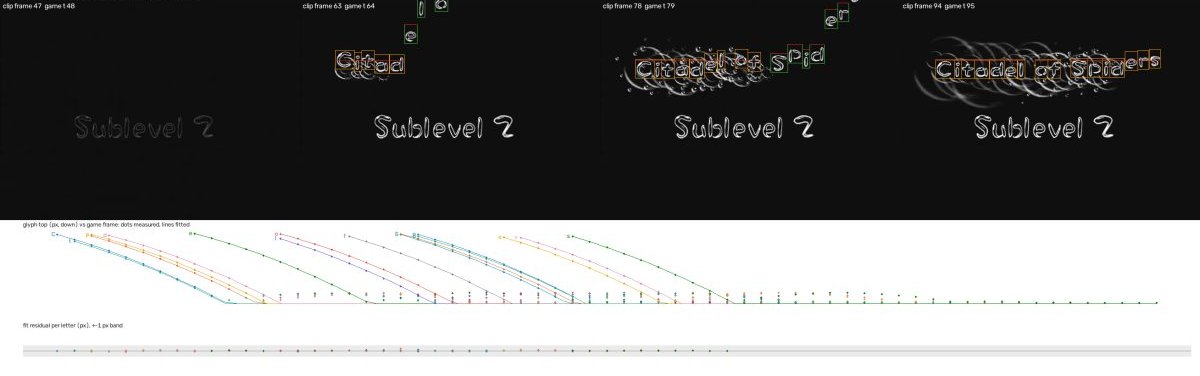 clip frame 47 game t 48
Sublevel 2
clip frame 63 game t 64
l o
e
Citad
Sublevel 2
clip frame 78 game t 79
er
Citadel of Spid
Sublevel 2
clip frame 94 game t 95
Citadel of Spiders
Sublevel 2
glyph top (px, down) vs game frame: dots measured, lines fitted
fit residual per letter (px), +-1 px band